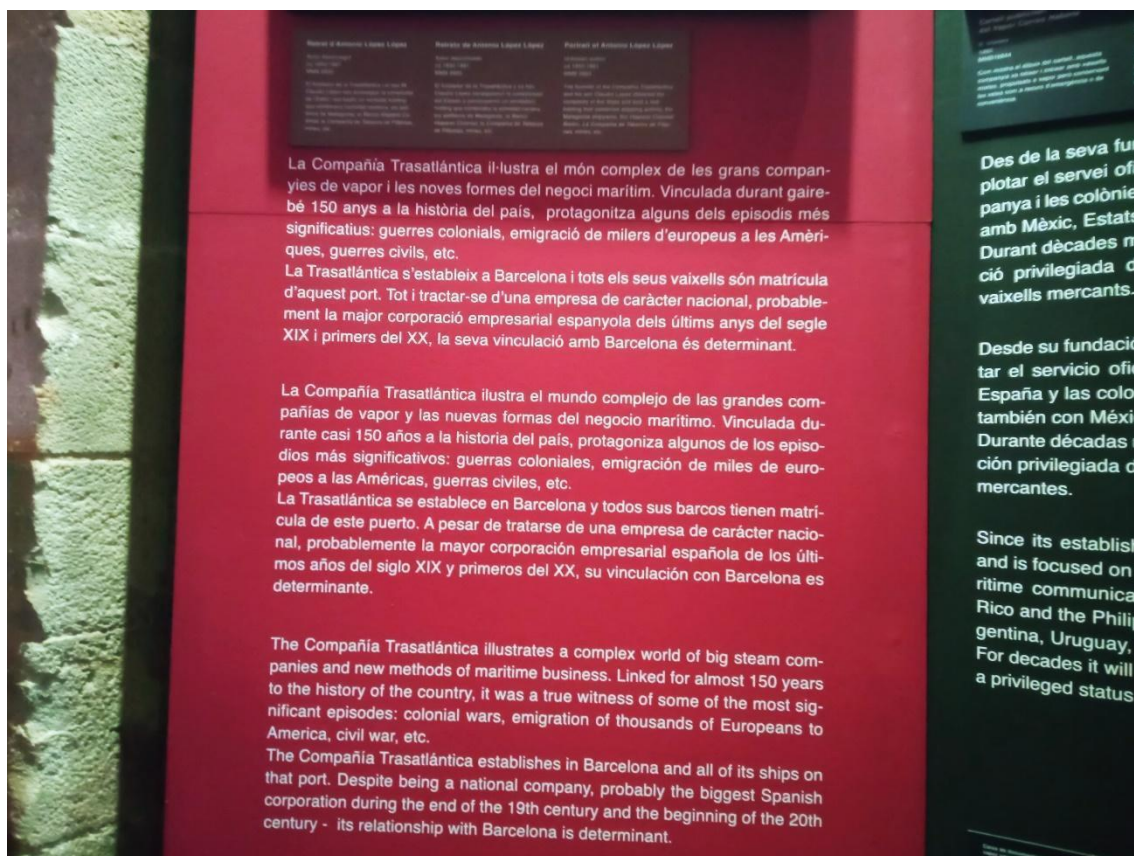 Retrat d'Antonio López López
Retrato de Antonio López López
Portrait of Antonio López López
La Compañía Trasatlántica il·lustra el món complex de les grans compan-
yies de vapor i les noves formes del negoci marítim. Vinculada durant gaire-
bé 150 anys a la història del país, protagonitza alguns dels episodis més
significatius: guerres colonials, emigració de milers d'europeus a les Amèri-
ques, guerres civils, etc.
La Trasatlántica s'estableix a Barcelona i tots els seus vaixells són matrícula
d'aquest port. Tot i tractar-se d'una empresa de caràcter nacional, probable-
ment la major corporació empresarial espanyola dels últims anys del segle
XIX i primers del XX, la seva vinculació amb Barcelona és determinant.
La Compañía Trasatlántica ilustra el mundo complejo de las grandes com-
pañías de vapor y las nuevas formas del negocio marítimo. Vinculada du-
rante casi 150 años a la historia del país, protagoniza algunos de los episo-
dios más significativos: guerras coloniales, emigración de miles de euro-
peos a las Américas, guerras civiles, etc.
La Trasatlántica se establece en Barcelona y todos sus barcos tienen matrí-
cula de este puerto. A pesar de tratarse de una empresa de carácter nacio-
nal, probablemente la mayor corporación empresarial española de los últi-
mos años del siglo XIX y primeros del XX, su vinculación con Barcelona es
determinante.
The Compañía Trasatlántica illustrates a complex world of big steam com-
panies and new methods of maritime business. Linked for almost 150 years
to the history of the country, it was a true witness of some of the most sig-
nificant episodes: colonial wars, emigration of thousands of Europeans to
America, civil war, etc.
The Compañía Trasatlántica establishes in Barcelona and all of its ships on
that port. Despite being a national company, probably the biggest Spanish
corporation during the end of the 19th century and the beginning of the 20th
century - its relationship with Barcelona is determinant.
Des de la seva fu
plotar el servei ofi
panya i les colònie
amb Mèxic, Estats
Durant dècades m
ció privilegiada d
vaixells mercants.
Desde su fundació
tar el servicio ofic
España y las colo
también con Méxi
Durante décadas
ción privilegiada d
mercantes.
Since its establish
and is focused on
ritime communica
Rico and the Philip
gentina, Uruguay,
For decades it will
a privileged status